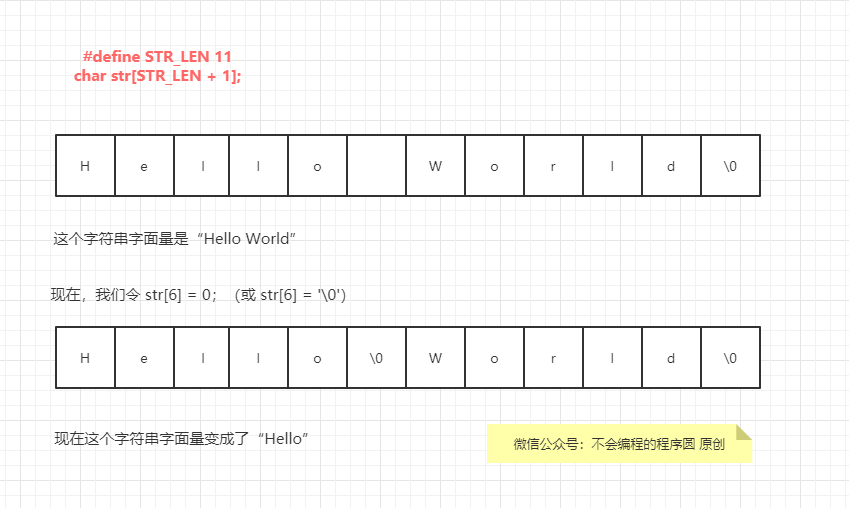 #define STR_LEN 11
char str[STR_LEN + 1];
H e l l o W o r l d \0
这个字符串字面量是“Hello World”
现在，我们令 str[6] = 0； （或 str[6] = '\0'）
H e l l o \0 W o r l d \0
现在这个字符串字面量变成了“Hello”
微信公众号：不会编程的程序圆 原创